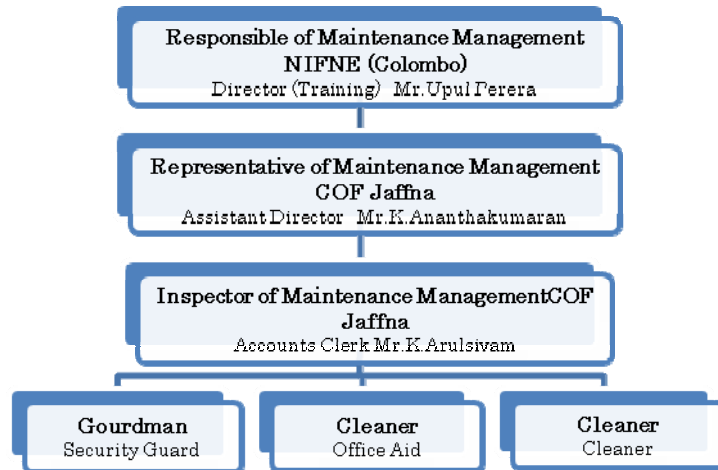 Responsible of Maintenance Management
NIFNE (Colombo)
Director (Training) Mr.Upul Perera
Representative of Maintenance Management
COF Jaffna
Assistant Director Mr.K.Ananthakumaran
Inspector of Maintenance ManagementCOF
Jaffna
Accounts Clerk Mr.K.Arulsivam
Gourdman
Security Guard
Cleaner
Office Aid
Cleaner
Cleaner